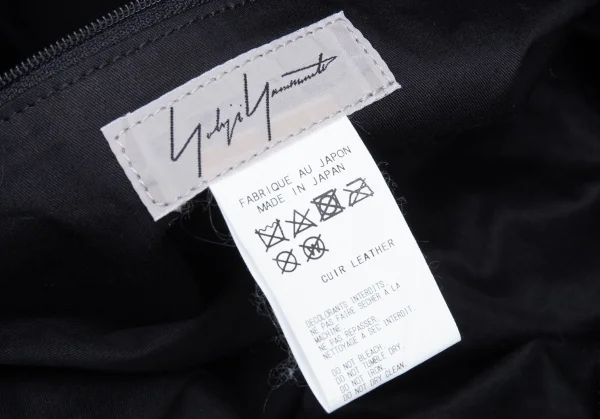 Yohji Yamamoto
FABRIQUE AU JAPON
MADE IN JAPAN
CUIR LEATHER
DECOLORANTS INTERDITS.
NE PAS FAIRE SECHER A LA
MACHINE
NE PAS REPASSER.
NETTOYAGE A SEC INTERDIT.
DO NOT BLEACH
DO NOT TUMBLE DRY.
DO NOT IRON
DO NOT DRY CLEAN